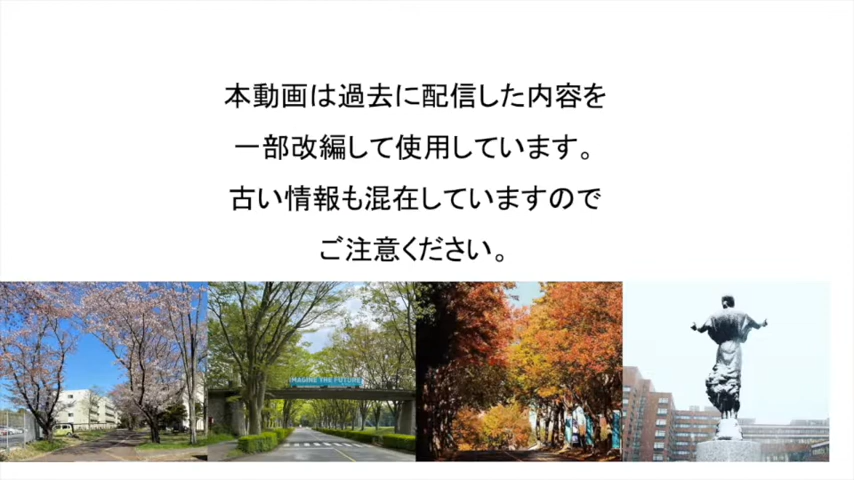 本動画は過去に配信した内容を
一部改編して使用しています。
古い情報も混在していますので
ご注意ください。
IMAGINE THE FUTURE